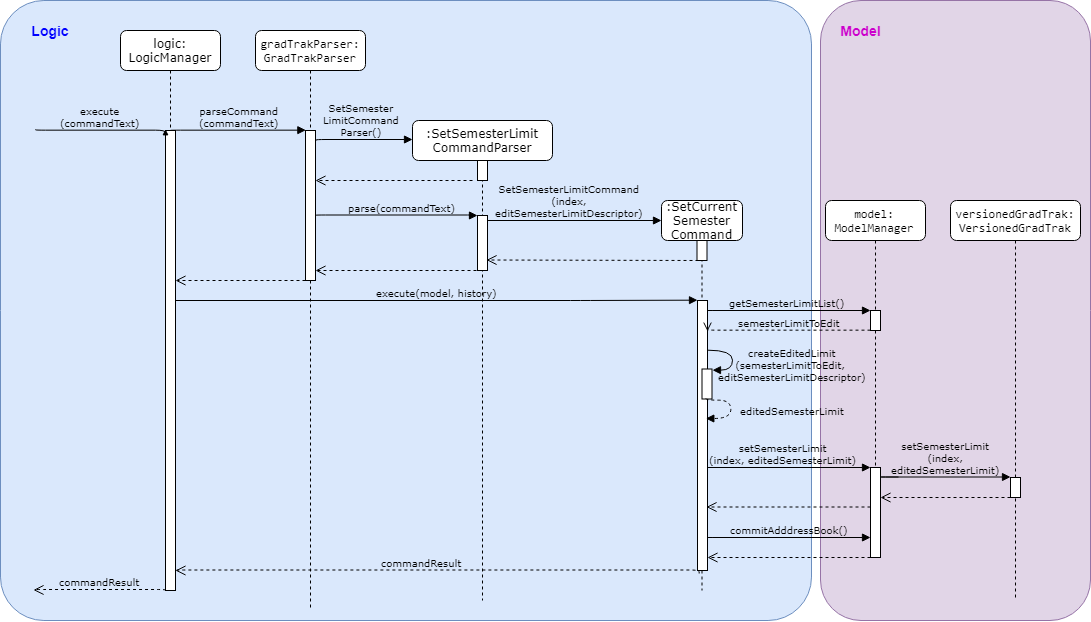 Logic
Model
logic:
LogicManager
gradTrakParser:
GradTrakParser
execute
(commandText)
parseCommand
(commandText)
SetSemester
LimitCommand
Parser()
:SetSemesterLimit
CommandParser
parse(commandText)
SetSemesterLimitCommand
(index,
editSemesterLimitDescriptor)
:SetCurrent
Semester
Command
model:
ModelManager
versionedGradTrak:
VersionedGradTrak
execute(model, history)
getSemesterLimitList()
semesterLimitToEdit
createEditedLimit
(semesterLimitToEdit,
editSemesterLimitDescriptor)
editedSemesterLimit
setSemesterLimit
(index, editedSemesterLimit)
setSemesterLimit
(index,
editedSemesterLimit)
commitAdddressBook()
commandResult
commandResult